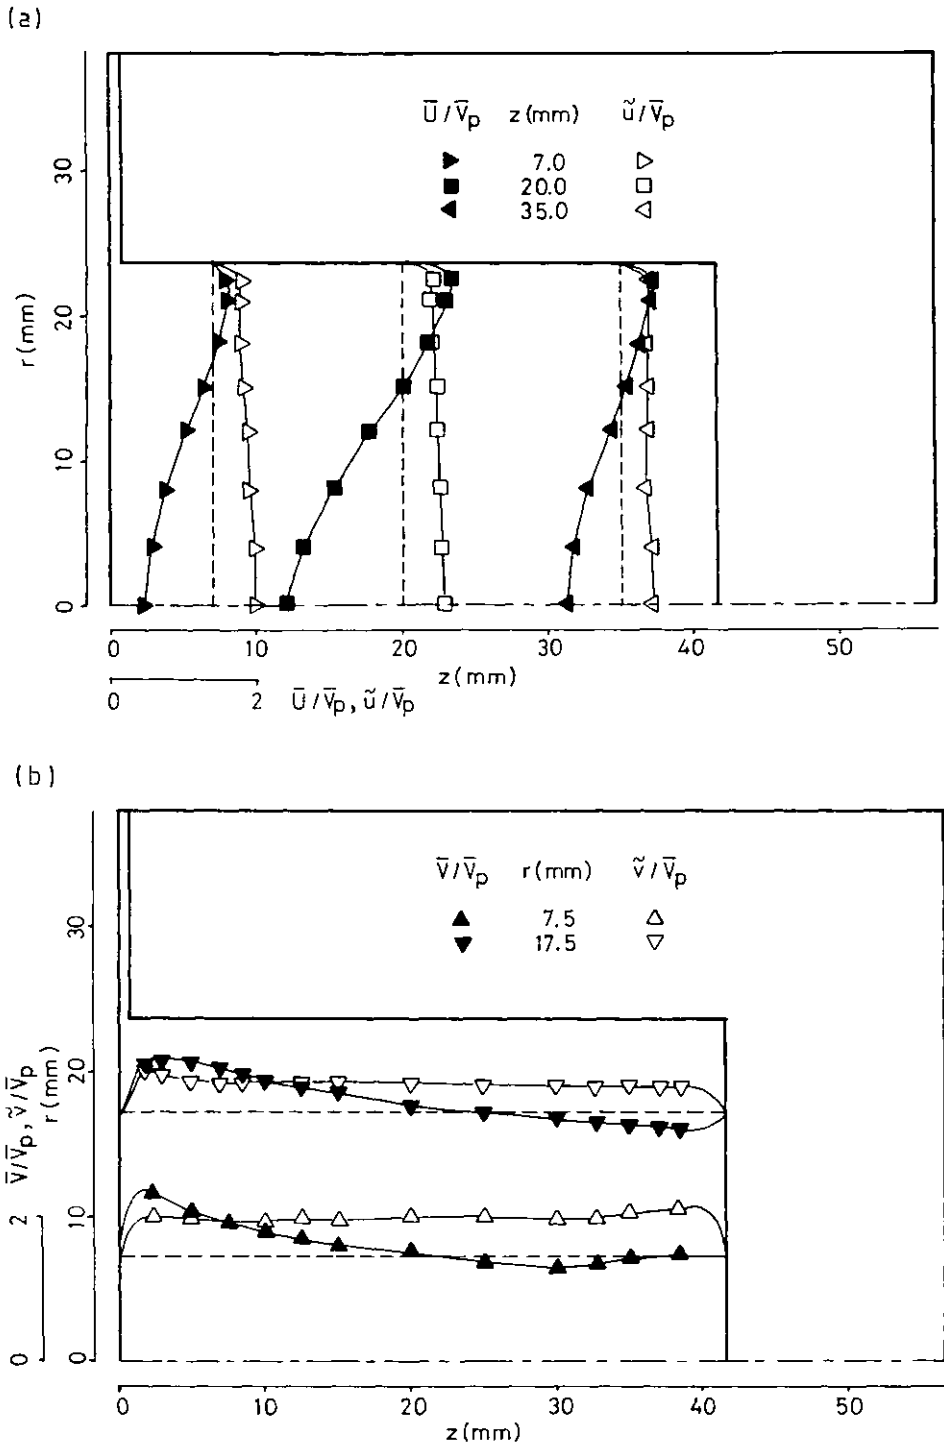 (a)
Ū/V̄p z(mm) ũ/V̄p
7.0
20.0
35.0
30
20
10
0
r(mm)
0 10 20 30 40 50
z(mm)
0 2 Ū/V̄p, ũ/V̄p
(b)
V̄/V̄p r(mm) ṽ/V̄p
7.5
17.5
30
20
10
0
r(mm)
2
0
V̄/V̄p, ṽ/V̄p
0 10 20 30 40 50
z(mm)